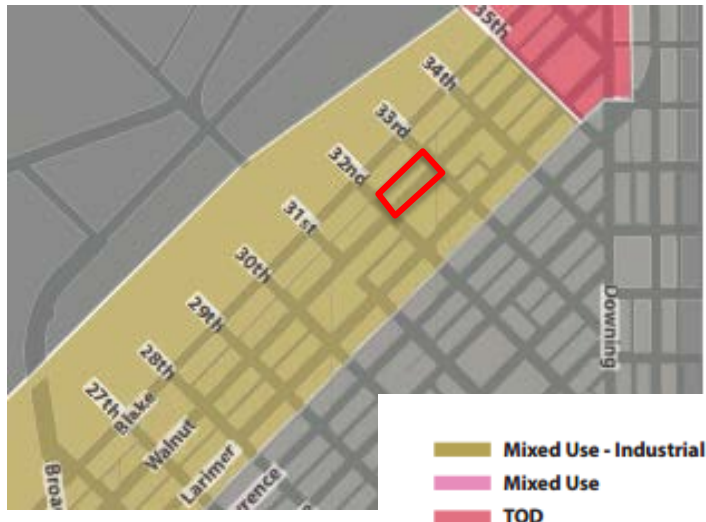 35th
34th
33rd
32nd
31st
30th
29th
28th
27th
Blake
Walnut
Larimer
Downing
Mixed Use - Industrial
Mixed Use
TOD